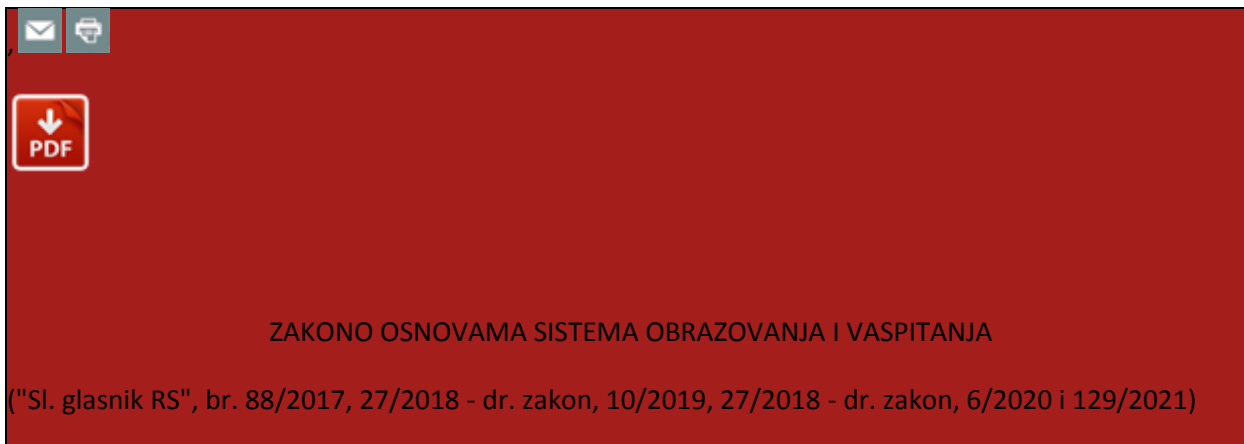 ,
PDF
ZAKONO OSNOVAMA SISTEMA OBRAZOVANJA I VASPITANJA
("Sl. glasnik RS", br. 88/2017, 27/2018 - dr. zakon, 10/2019, 27/2018 - dr. zakon, 6/2020 i 129/2021)